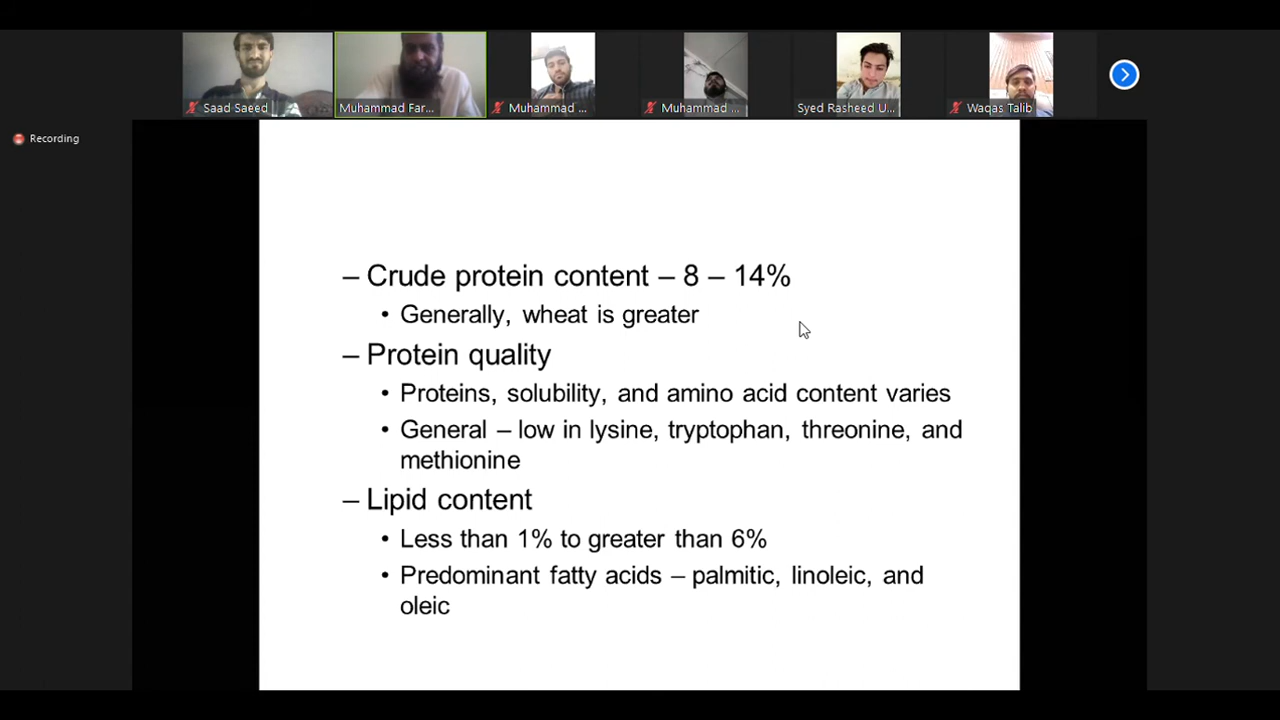 Saad Saeed
Muhammad Far...
Muhammad ...
Muhammad ...
Syed Rasheed U...
Waqas Talib
Recording
– Crude protein content – 8 – 14%
• Generally, wheat is greater
– Protein quality
• Proteins, solubility, and amino acid content varies
• General – low in lysine, tryptophan, threonine, and
methionine
– Lipid content
• Less than 1% to greater than 6%
• Predominant fatty acids – palmitic, linoleic, and
oleic